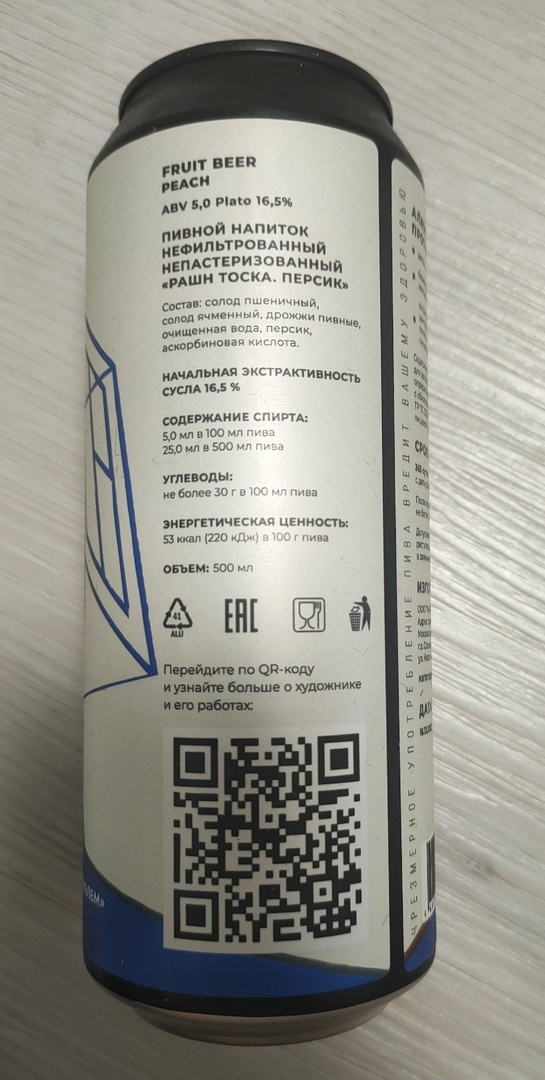 FRUIT BEER
PEACH
ABV 5,0 Plato 16,5%
ПИВНОЙ НАПИТОК
НЕФИЛЬТРОВАННЫЙ
НЕПАСТЕРИЗОВАННЫЙ
«РАШН ТОСКА. ПЕРСИК»
Состав: солод пшеничный,
солод ячменный, дрожжи пивные,
очищенная вода, персик,
аскорбиновая кислота.
НАЧАЛЬНАЯ ЭКСТРАКТИВНОСТЬ
СУСЛА 16,5 %
СОДЕРЖАНИЕ СПИРТА:
5,0 мл в 100 мл пива
25,0 мл в 500 мл пива
УГЛЕВОДЫ:
не более 30 г в 100 мл пива
ЭНЕРГЕТИЧЕСКАЯ ЦЕННОСТЬ:
53 ккал (220 кДж) в 100 г пива
ОБЪЕМ: 500 мл
41
ALU
EAC
Перейдите по QR-коду
и узнайте больше о художнике
и его работах:
ЧРЕЗМЕРНОЕ УПОТРЕБЛЕНИЕ ПИВА ВРЕДИТ ВАШЕМУ ЗДОРОВЬЮ